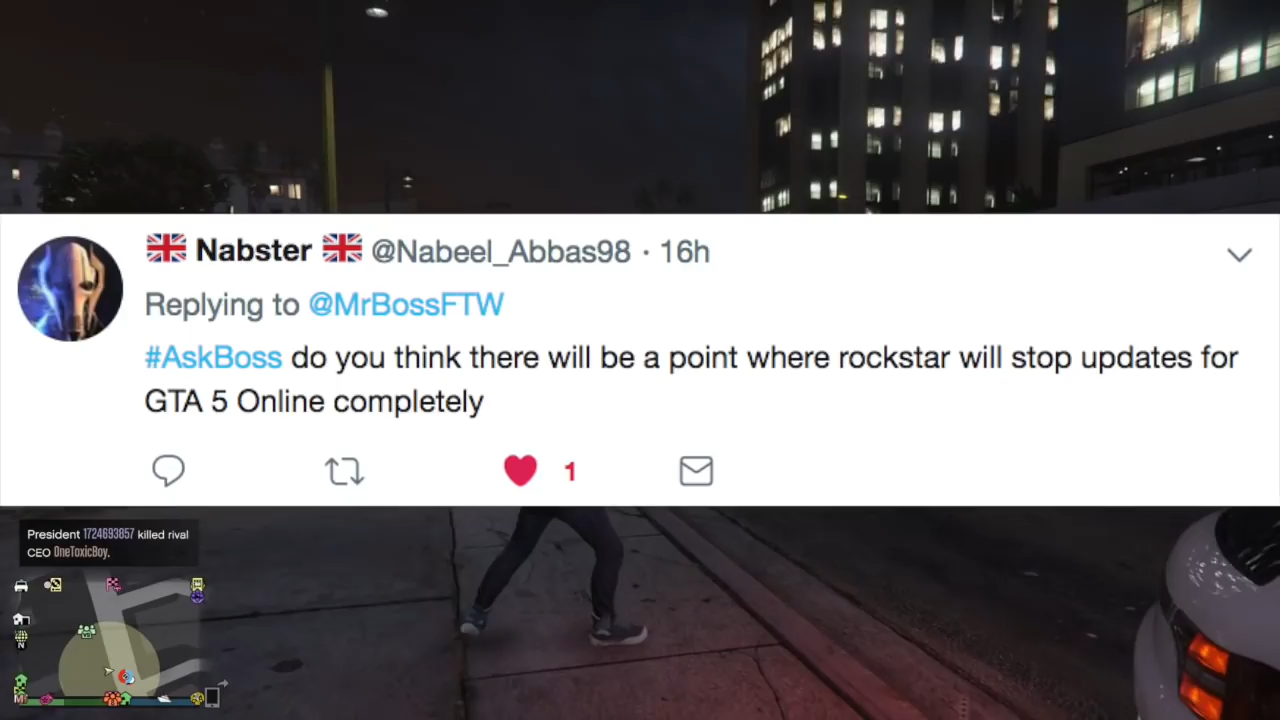 🇬🇧 Nabster 🇬🇧 @Nabeel_Abbas98 · 16h
Replying to @MrBossFTW
#AskBoss do you think there will be a point where rockstar will stop updates for
GTA 5 Online completely
1
President 1724693857 killed rival
CEO OneToxicBoy.
N
M